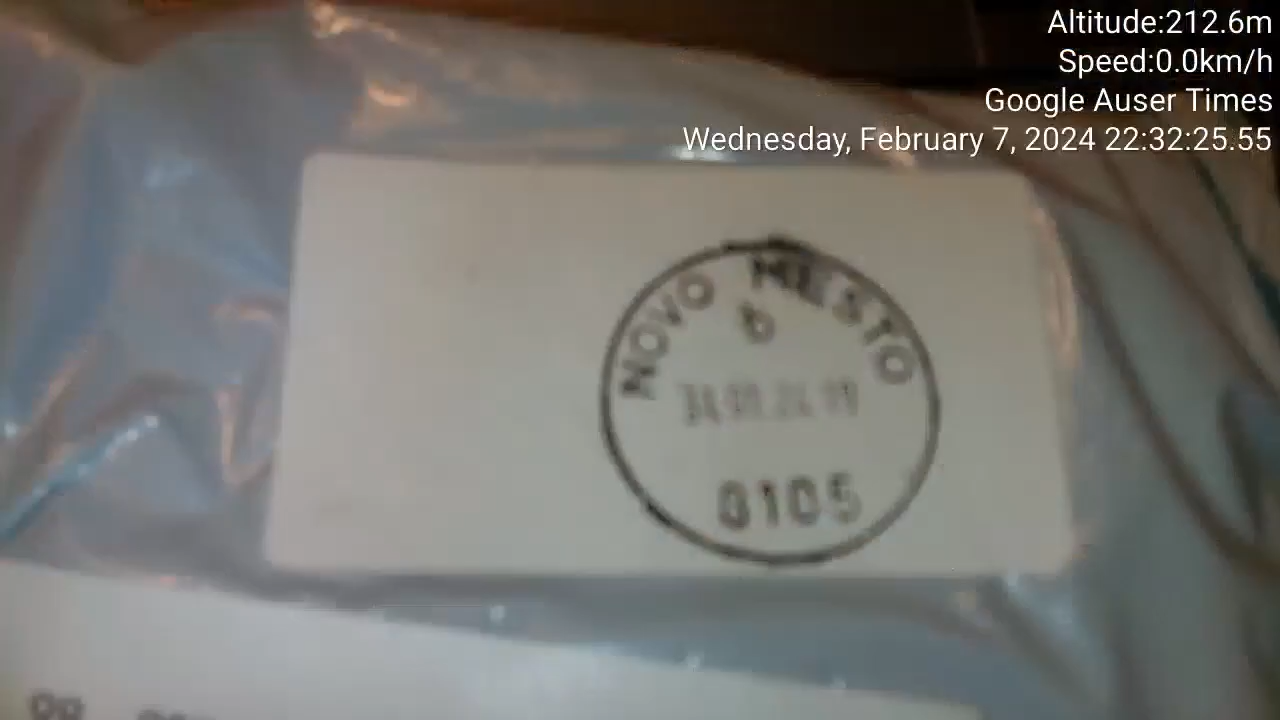 Altitude:212.6m
Speed:0.0km/h
Google Auser Times
Wednesday, February 7, 2024 22:32:25.55
NOVO MESTO
6
0105